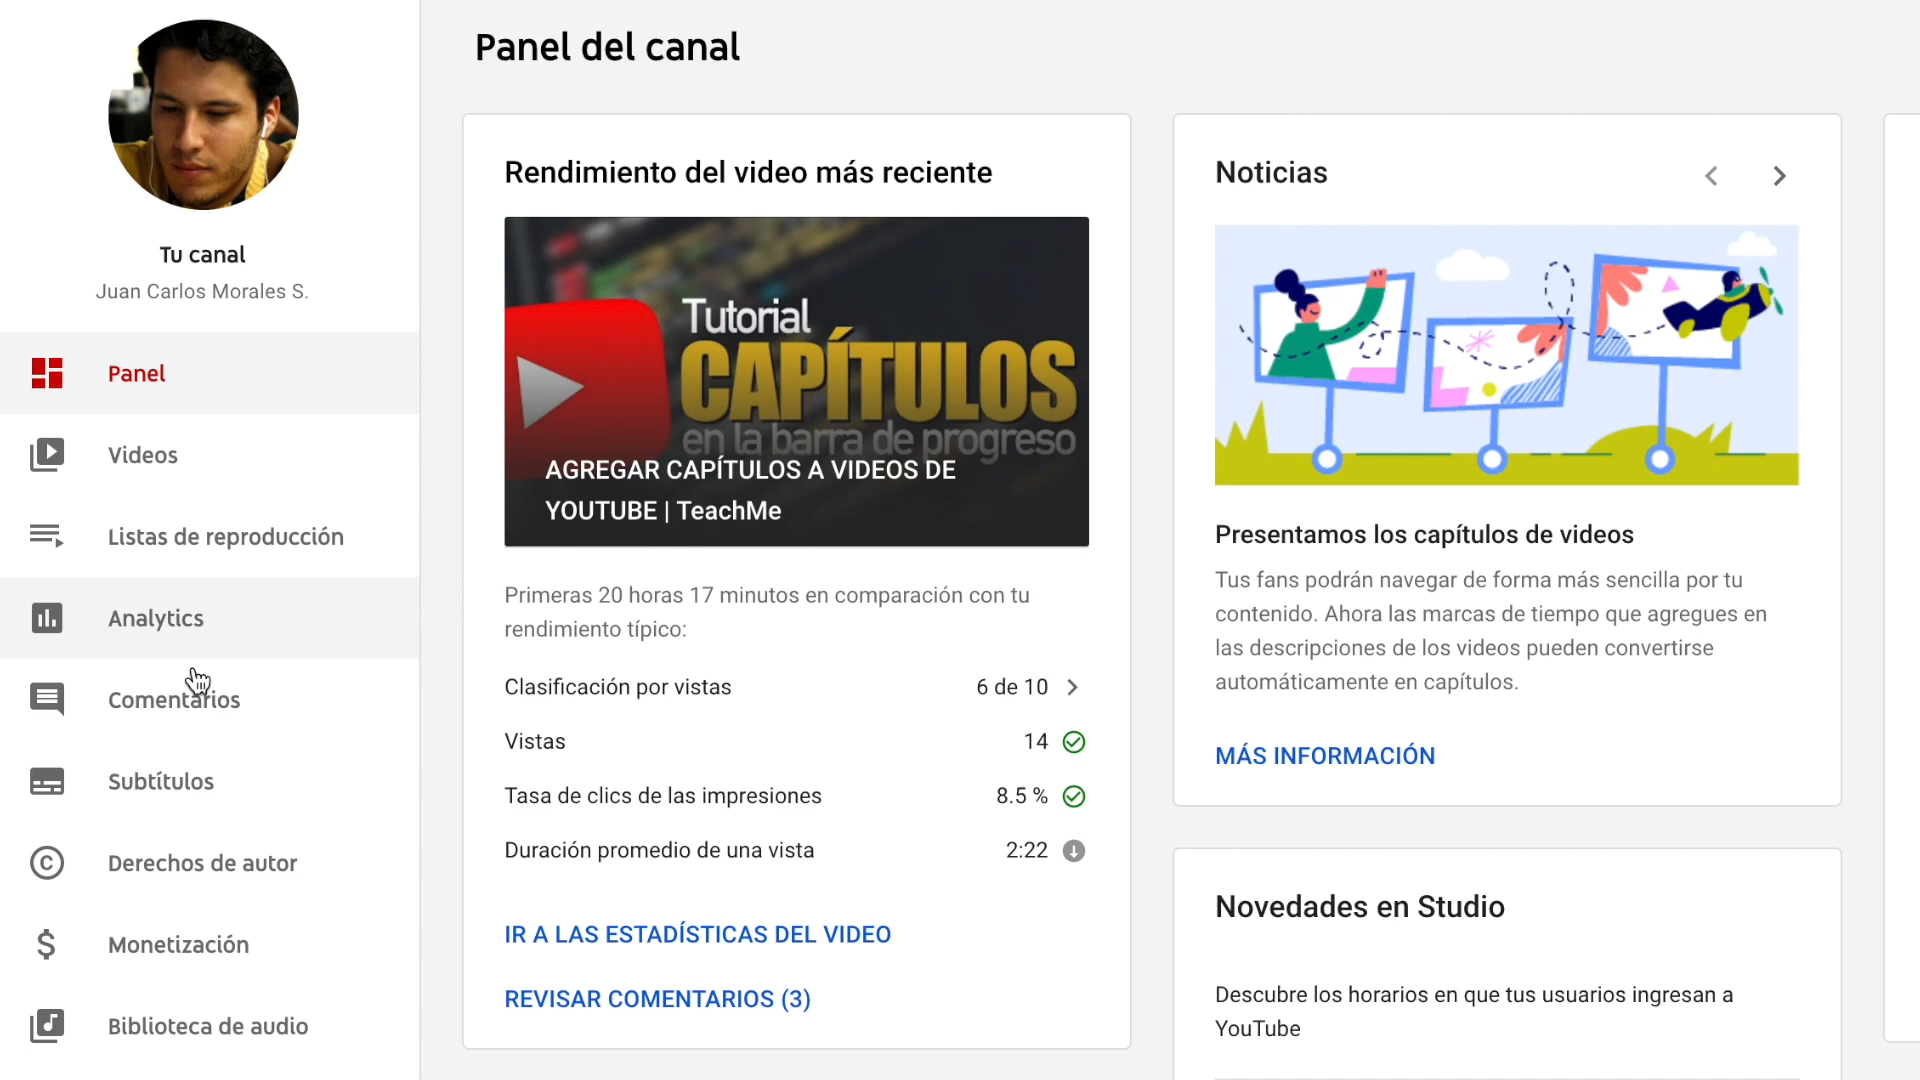 Tu canal
Juan Carlos Morales S.
Panel
Videos
Listas de reproducción
Analytics
Comentarios
Subtítulos
Derechos de autor
Monetización
Biblioteca de audio
Panel del canal
Rendimiento del video más reciente
Tutorial
CAPÍTULOS
en la barra de progreso
AGREGAR CAPÍTULOS A VIDEOS DE
YOUTUBE | TeachMe
Primeras 20 horas 17 minutos en comparación con tu
rendimiento típico:
Clasificación por vistas 6 de 10
Vistas 14
Tasa de clics de las impresiones 8.5 %
Duración promedio de una vista 2:22
IR A LAS ESTADÍSTICAS DEL VIDEO
REVISAR COMENTARIOS (3)
Noticias
Presentamos los capítulos de videos
Tus fans podrán navegar de forma más sencilla por tu
contenido. Ahora las marcas de tiempo que agregues en
las descripciones de los videos pueden convertirse
automáticamente en capítulos.
MÁS INFORMACIÓN
Novedades en Studio
Descubre los horarios en que tus usuarios ingresan a
YouTube